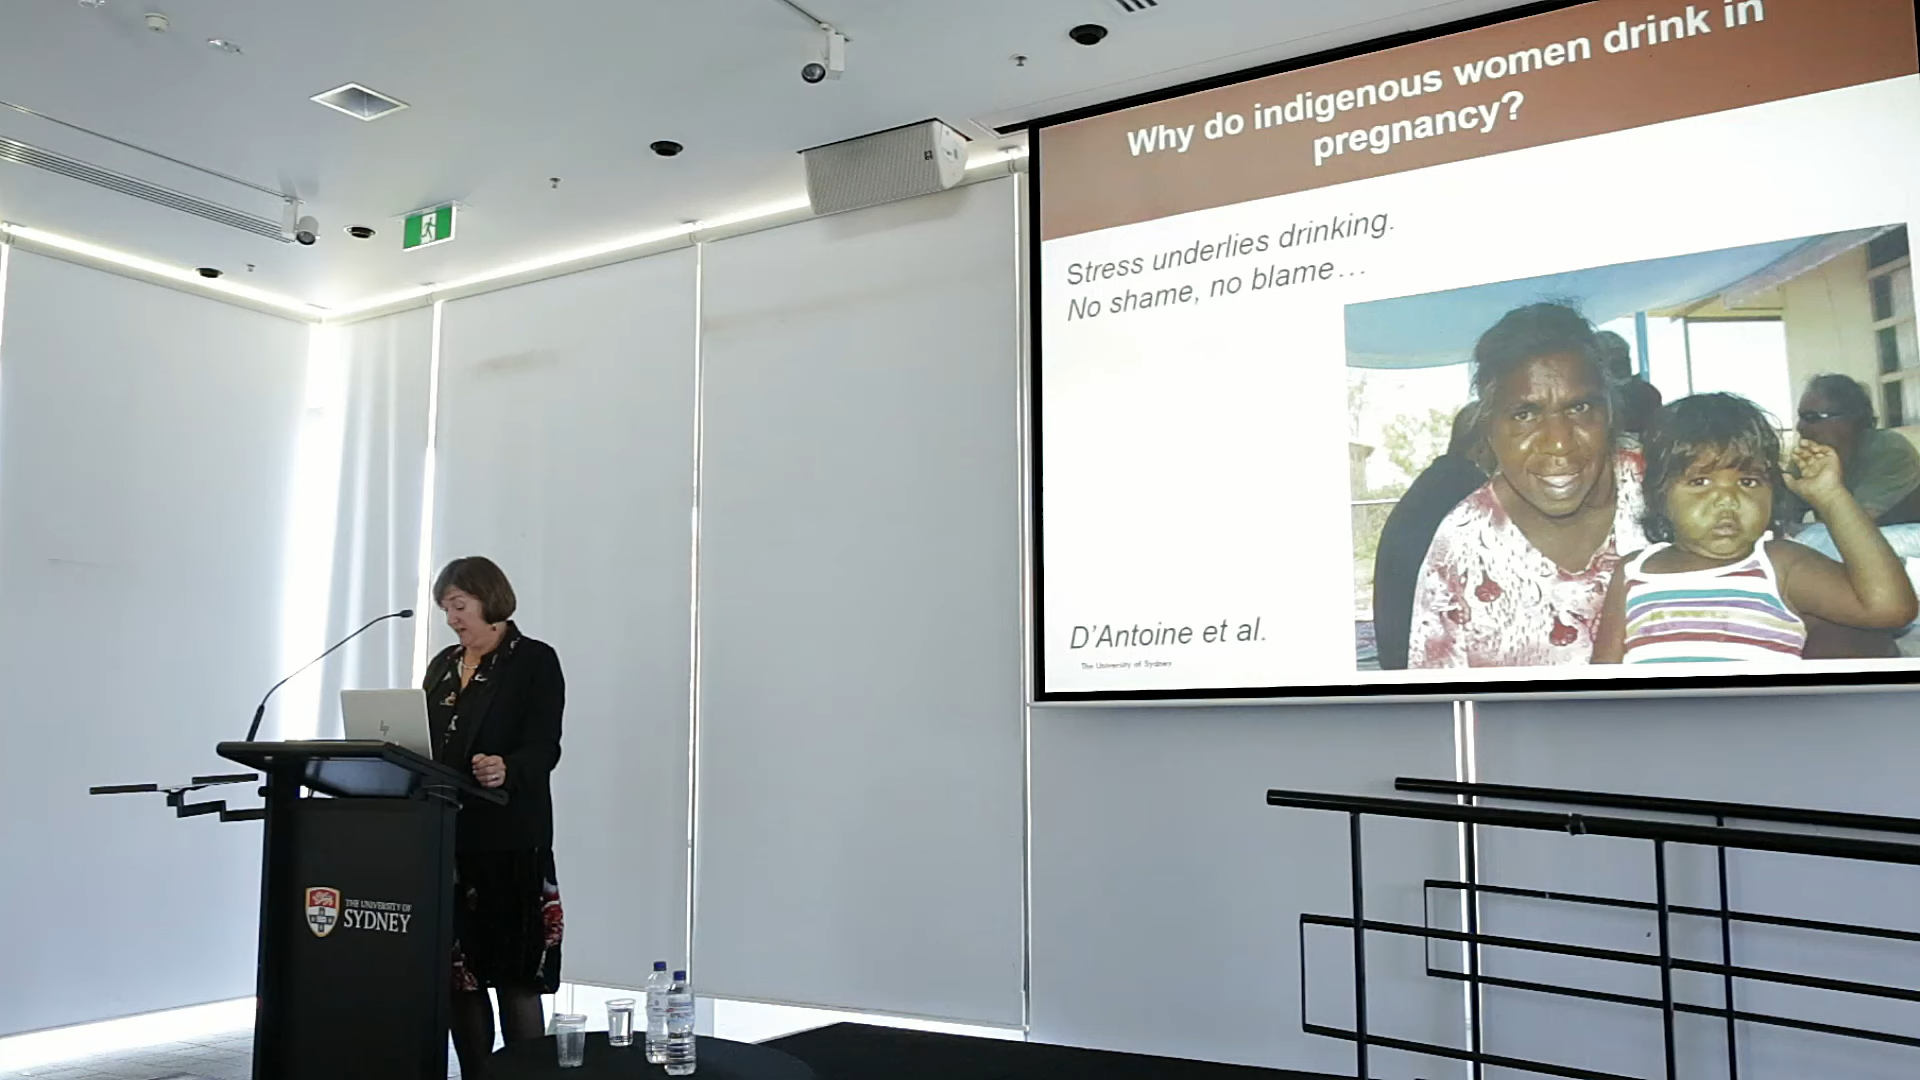 Why do indigenous women drink in
pregnancy?
Stress underlies drinking.
No shame, no blame…
D'Antoine et al.
The University of Sydney
hp
THE UNIVERSITY OF
SYDNEY